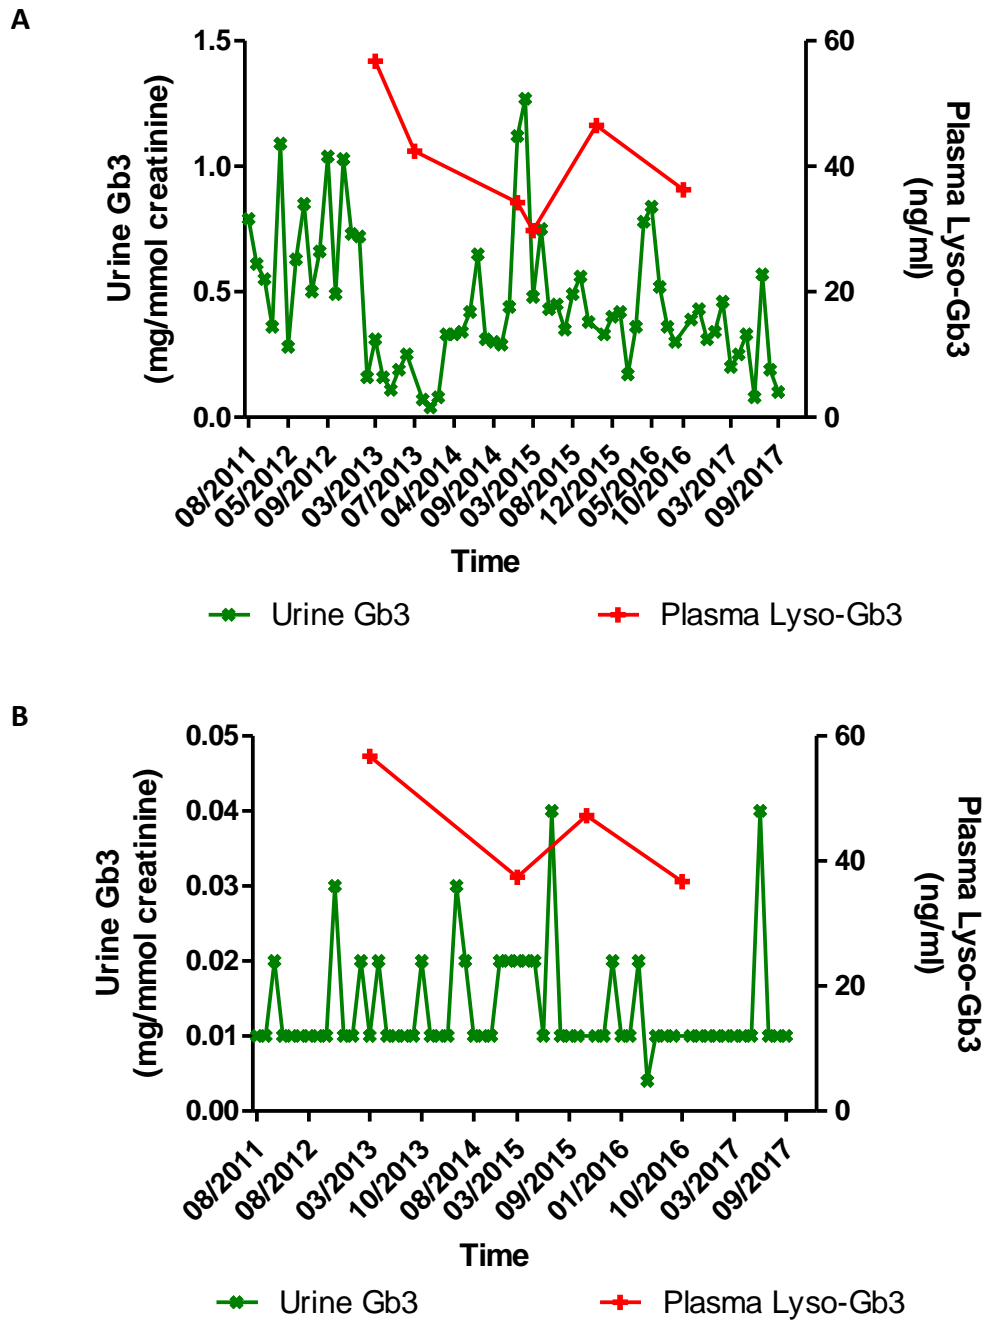 A
Urine Gb3
(mg/mmol creatinine)
1.5
1.0
0.5
0.0
60
40
20
0
Plasma Lyso-Gb3
(ng/ml)
08/2011
05/2012
09/2012
03/2013
07/2013
04/2014
09/2014
03/2015
08/2015
12/2015
05/2016
10/2016
03/2017
09/2017
Time
Urine Gb3
Plasma Lyso-Gb3
B
Urine Gb3
(mg/mmol creatinine)
0.05
0.04
0.03
0.02
0.01
0.00
60
40
20
0
Plasma Lyso-Gb3
(ng/ml)
08/2011
08/2012
03/2013
10/2013
08/2014
03/2015
09/2015
01/2016
10/2016
03/2017
09/2017
Time
Urine Gb3
Plasma Lyso-Gb3